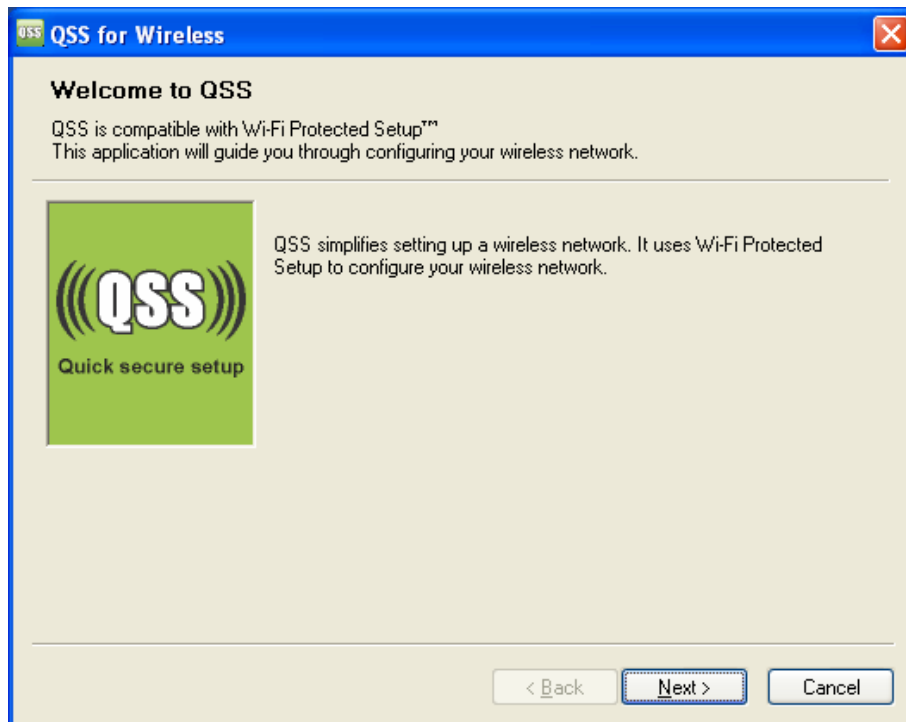 QSS QSS for Wireless
Welcome to QSS
QSS is compatible with Wi-Fi Protected Setup™
This application will guide you through configuring your wireless network.
QSS simplifies setting up a wireless network. It uses Wi-Fi Protected
Setup to configure your wireless network.
(((QSS)))
Quick secure setup
< Back Next > Cancel